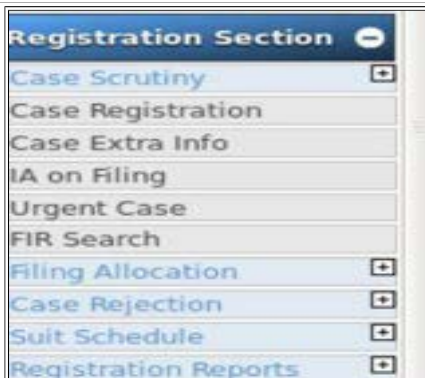 Registration Section
Case Scrutiny
Case Registration
Case Extra Info
IA on Filing
Urgent Case
FIR Search
Filing Allocation
Case Rejection
Suit Schedule
Registration Reports